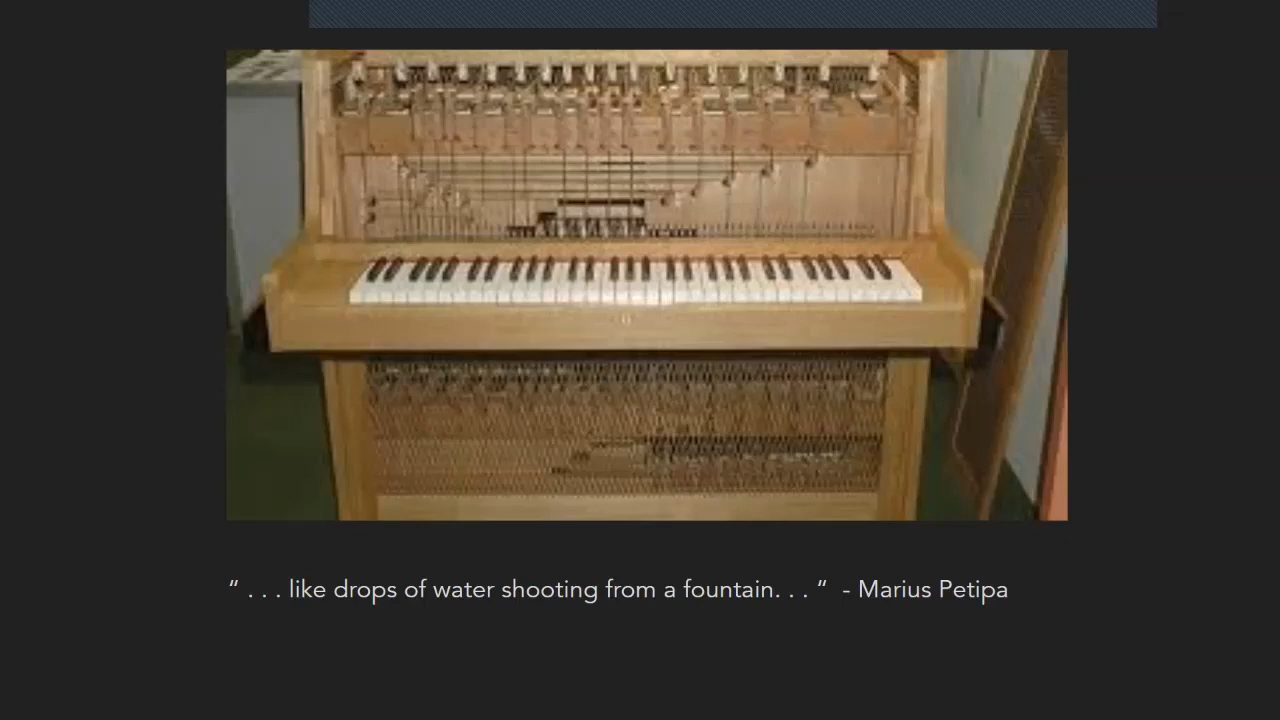 “ . . . like drops of water shooting from a fountain. . . “  - Marius Petipa